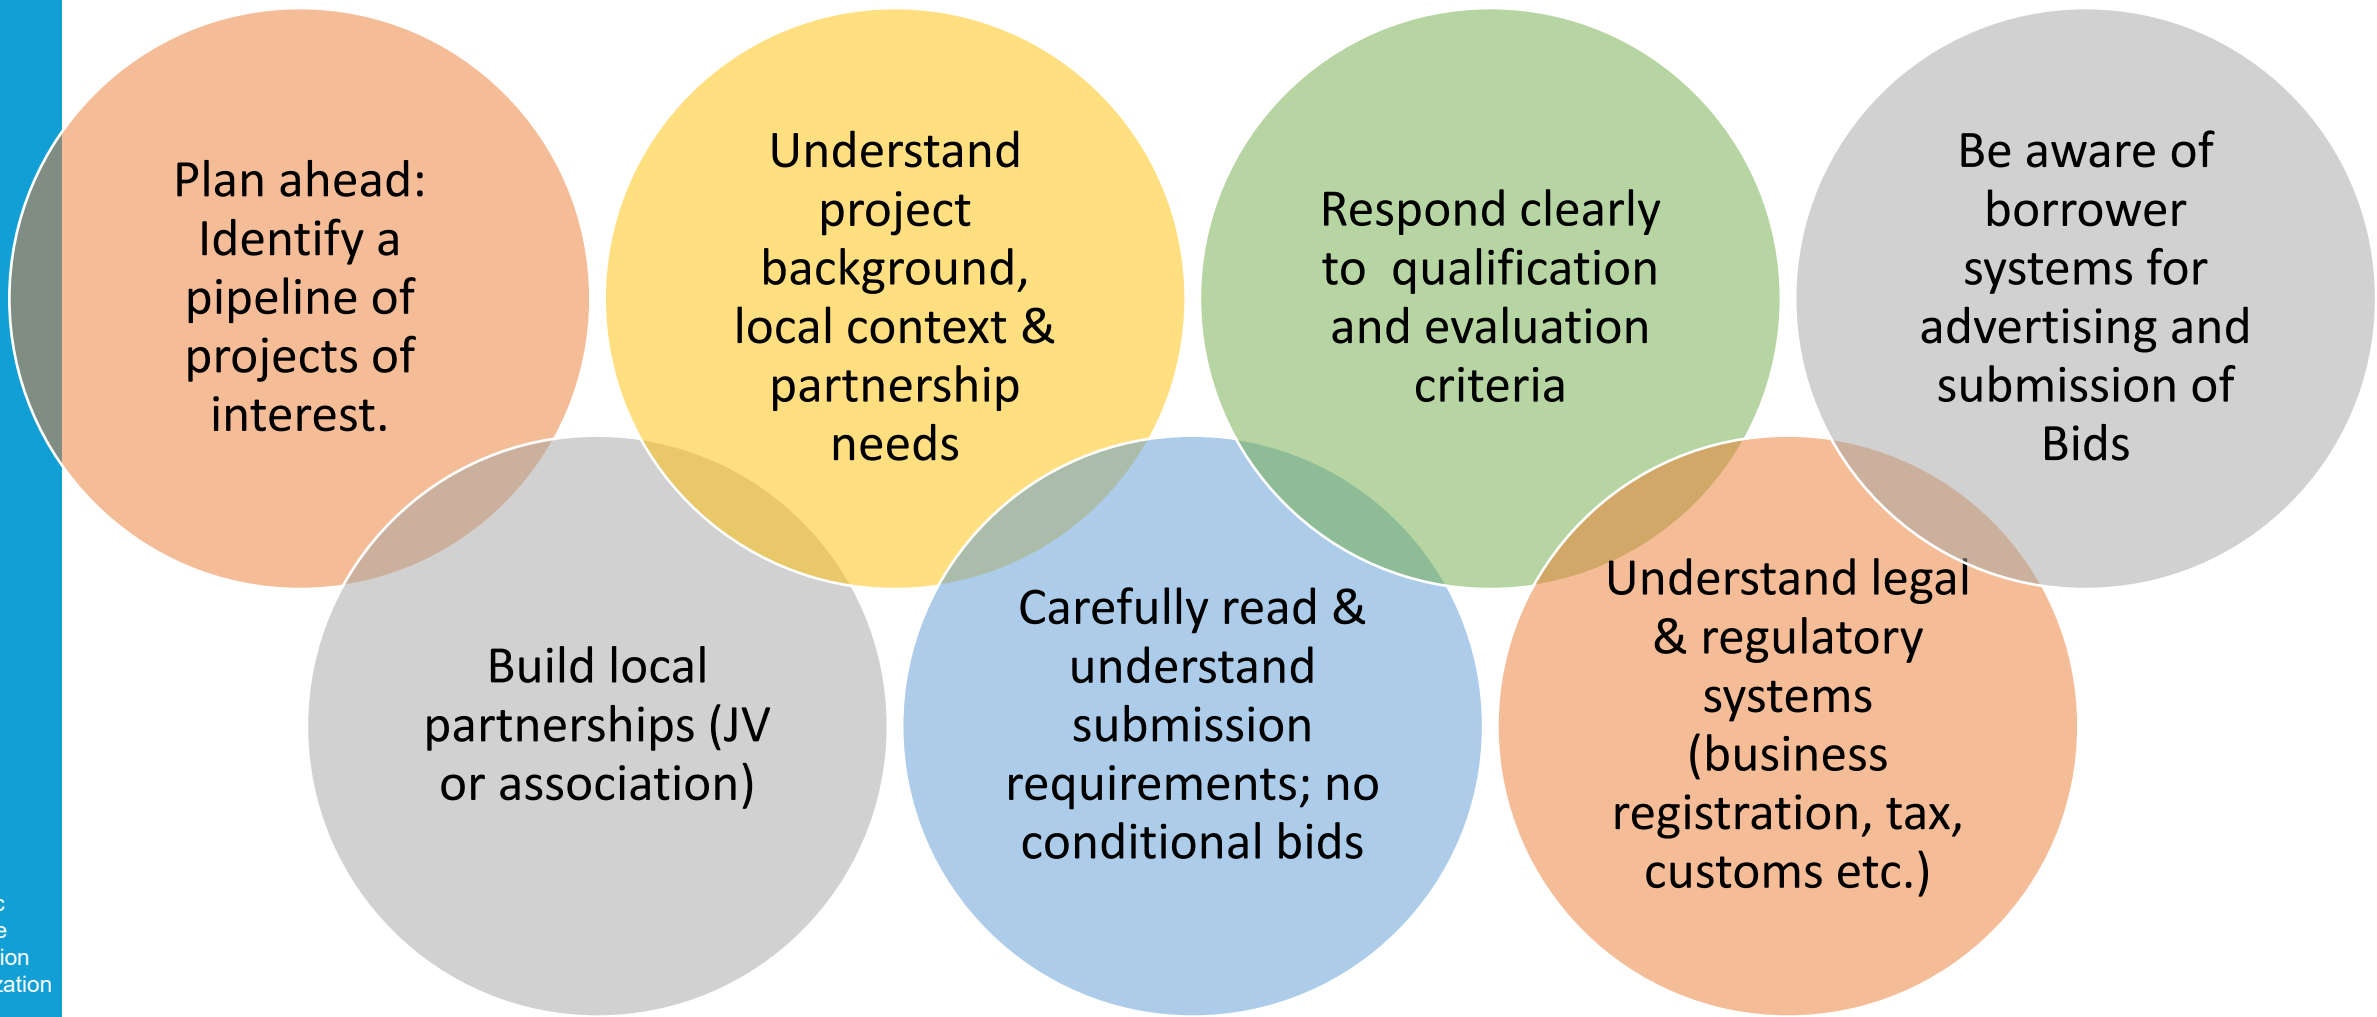 Plan ahead:
Identify a
pipeline of
projects of
interest.
Build local
partnerships (JV
or association)
Understand
project
background,
local context &
partnership
needs
Carefully read &
understand
submission
requirements; no
conditional bids
Respond clearly
to  qualification
and evaluation
criteria
Understand legal
& regulatory
systems
(business
registration, tax,
customs etc.)
Be aware of
borrower
systems for
advertising and
submission of
Bids